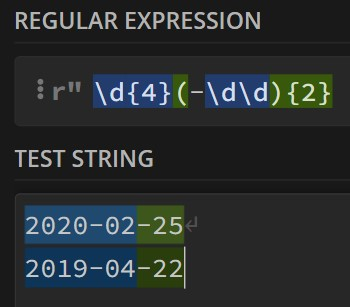 REGULAR EXPRESSION
r" \d{4}(-\d\d){2}
TEST STRING
2020-02-25↵
2019-04-22